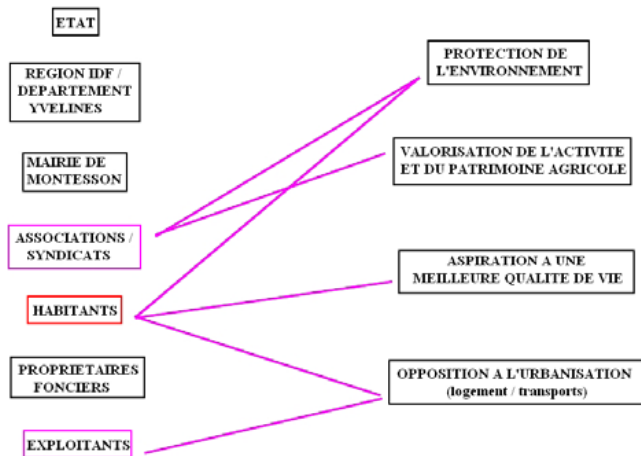 ETAT
REGION IDF /
DEPARTEMENT
YVELINES
MAIRIE DE
MONTESSON
ASSOCIATIONS /
SYNDICATS
HABITANTS
PROPRIETAIRES
FONCIERS
EXPLOITANTS
PROTECTION DE
L'ENVIRONNEMENT
VALORISATION DE L'ACTIVITE
ET DU PATRIMOINE AGRICOLE
ASPIRATION A UNE
MEILLEURE QUALITE DE VIE
OPPOSITION A L'URBANISATION
(logement / transports)